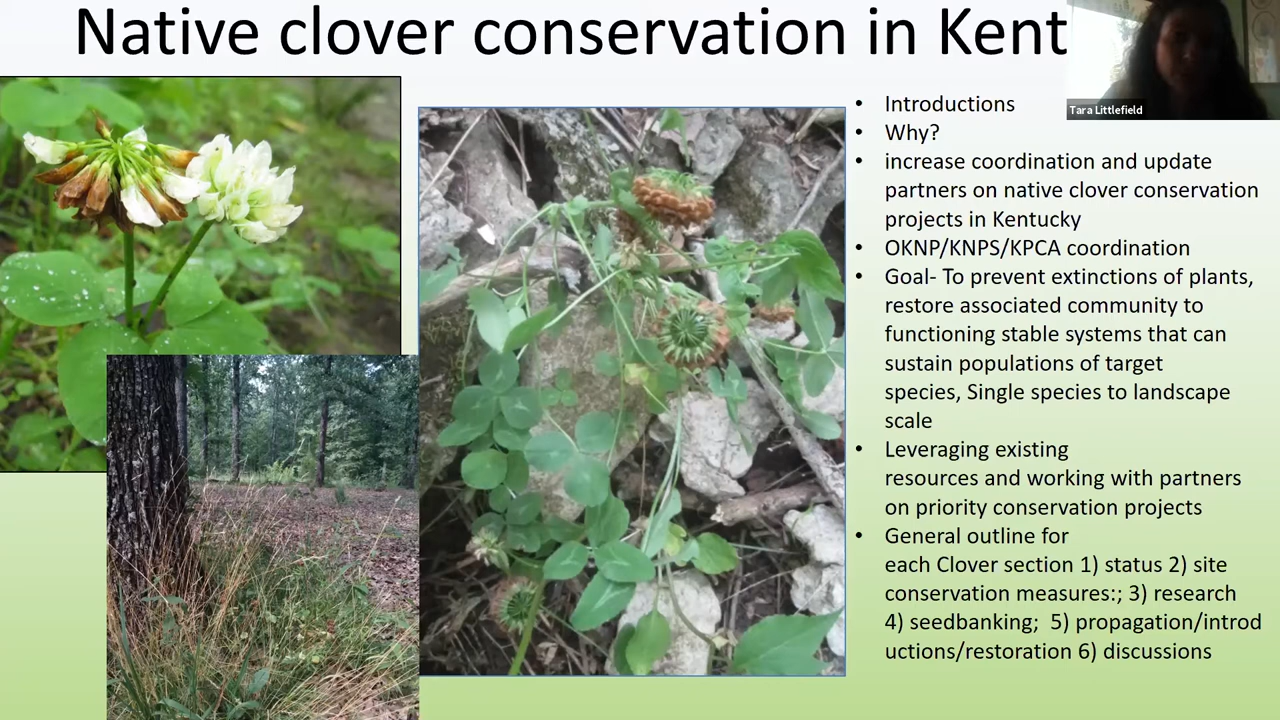 Native clover conservation in Kent
Tara Littlefield
• Introductions
• Why?
• increase coordination and update
partners on native clover conservation
projects in Kentucky
• OKNP/KNPS/KPCA coordination
• Goal- To prevent extinctions of plants,
restore associated community to
functioning stable systems that can
sustain populations of target
species, Single species to landscape
scale
• Leveraging existing
resources and working with partners
on priority conservation projects
• General outline for
each Clover section 1) status 2) site
conservation measures:; 3) research
4) seedbanking; 5) propagation/introd
uctions/restoration 6) discussions